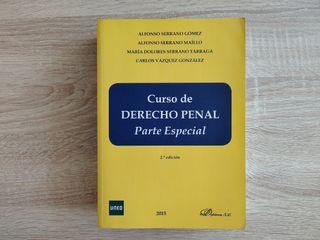 ALFONSO SERRANO GÓMEZ
ALFONSO SERRANO MAÍLLO
MARÍA DOLORES SERRANO TÁRRAGA
CARLOS VÁZQUEZ GONZÁLEZ
Curso de
DERECHO PENAL
Parte Especial
2.ª edición
UNED
2015
Dykinson, S.L.